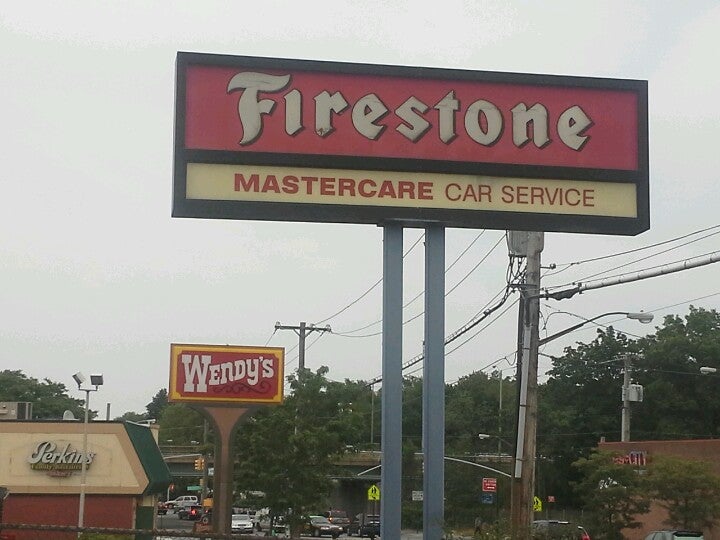 Firestone
MASTERCARE CAR SERVICE
WENDY'S
Perkins